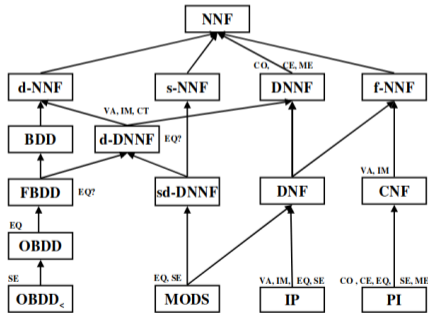 NNF
CO, CE, ME
d-NNF s-NNF DNNF f-NNF
VA, IM, CT
BDD d-DNNF EQ?
VA, IM
FBDD EQ? sd-DNNF DNF CNF
EQ
OBDD
SE EQ, SE VA, IM, EQ, SE CO , CE, EQ, SE, ME
OBDD< MODS IP PI